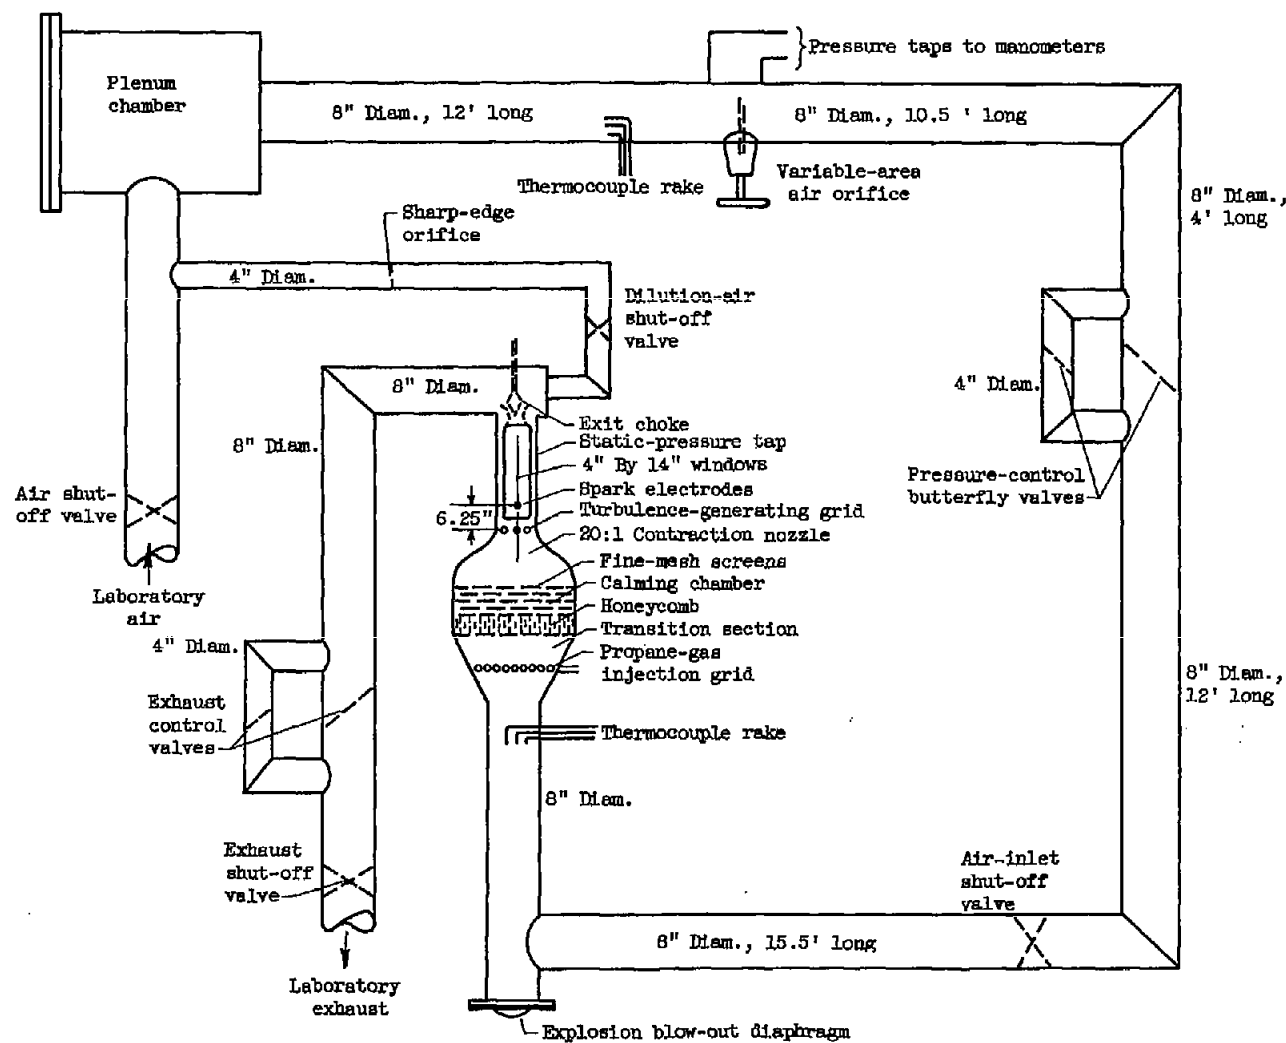 Pressure taps to manometers
Plenum
chamber
8" Diam., 12' long
8" Diam., 10.5 ' long
Thermocouple rake
Variable-area
air orifice
8" Diam.,
4' long
Sharp-edge
orifice
4" Diam.
Dilution-air
shut-off
valve
8" Diam.
4" Diam.
Exit choke
Static-pressure tap
4" By 14" windows
Spark electrodes
Turbulence-generating grid
20:1 Contraction nozzle
Fine-mesh screens
Calming chamber
Honeycomb
Transition section
Propane-gas
injection grid
Thermocouple rake
8" Diam.
6.25"
Pressure-control
butterfly valves
Air shut-
off valve
Laboratory
air
8" Diam.
4" Diam.
Exhaust
control
valves
8" Diam.,
12' long
8" Diam.
Exhaust
shut-off
valve
Air-inlet
shut-off
valve
8" Diam., 15.5' long
Laboratory
exhaust
Explosion blow-out diaphragm